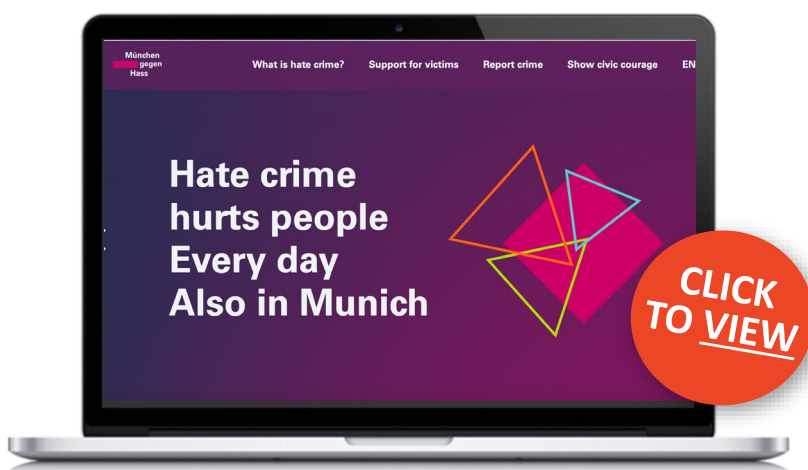 München
gegen
Hass
What is hate crime? Support for victims Report crime Show civic courage EN
Hate crime
hurts people
Every day
Also in Munich
CLICK
TO VIEW